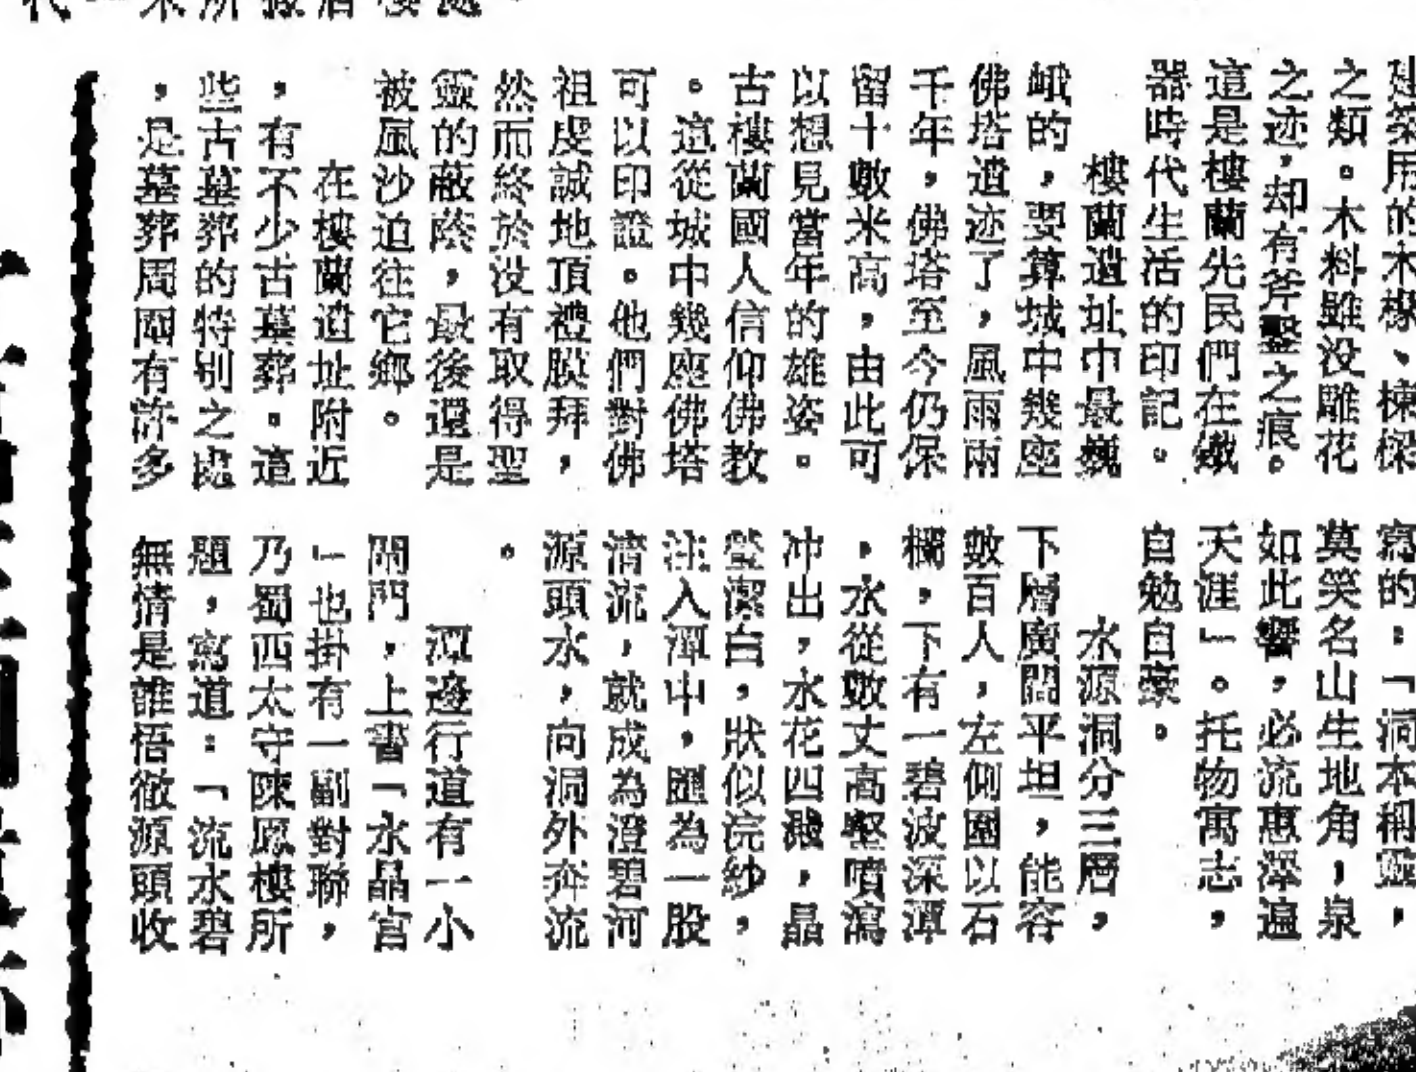 建築用的木椽、棟樑
之類。木料雖没雕花
之迹，却有斧鑿之痕。
這是樓蘭先民們在鐵
器時代生活的印記。
樓蘭遺址中最巍
峨的，要算城中幾座
佛塔遺迹了，風雨兩
千年，佛塔至今仍保
留十數米高，由此可
以想見當年的雄姿。
古樓蘭國人信仰佛教
。這從城中幾座佛塔
可以印證。他們對佛
祖虔誠地頂禮膜拜，
然而終於没有取得聖
靈的蔽蔭，最後還是
被風沙迫往它鄉。
在樓蘭遺址附近
，有不少古墓葬。這
些古墓葬的特别之處
，是墓葬周圍有許多
寫的：「洞本稱靈，
莫笑名山生地角，泉
如此響，必流惠澤遍
天涯」。托物寓志，
自勉自豪。
水源洞分三層，
下層廣闊平坦，能容
數百人，左側圍以石
欄，下有一碧波深潭
，水從數丈高壑噴瀉
冲出，水花四濺，晶
瑩潔白，狀似浣紗，
注入潭中，匯為一股
清流，就成為澄碧河
源頭水，向洞外奔流
。
潭邊行道有一小
閘門，上書「水晶宮
」也掛有一副對聯，
乃蜀西太守陳鳳樓所
題，寫道：「流水碧
無情是誰悟徹源頭收